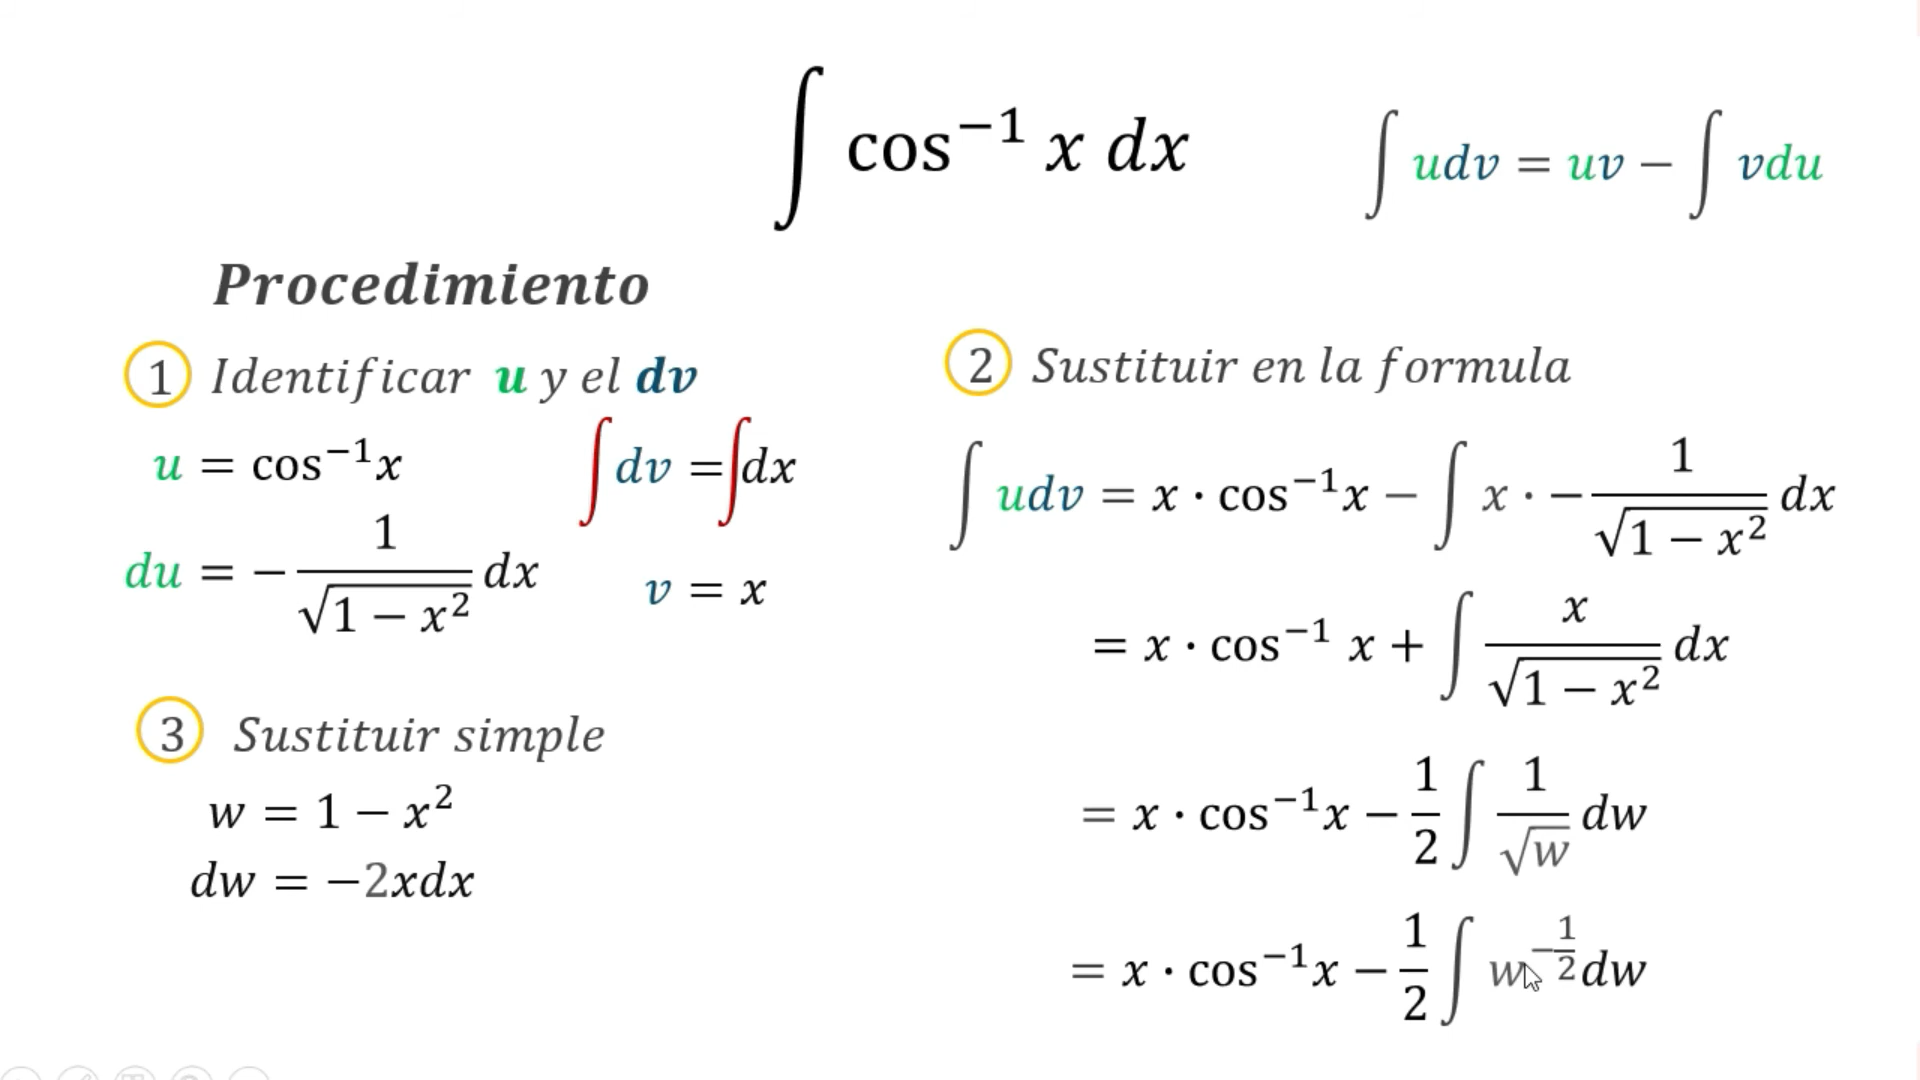 ∫ cos⁻¹ x dx
∫ udv = uv − ∫ vdu
Procedimiento
1 Identificar u y el dv
u = cos⁻¹x
∫ dv = ∫ dx
du = − 1/√(1 − x²) dx
v = x
2 Sustituir en la formula
∫ udv = x · cos⁻¹x − ∫ x · − 1/√(1 − x²) dx
= x · cos⁻¹ x + ∫ x/√(1 − x²) dx
= x · cos⁻¹x − 1/2 ∫ 1/√w dw
= x · cos⁻¹x − 1/2 ∫ w^(−1/2) dw
3 Sustituir simple
w = 1 − x²
dw = −2xdx